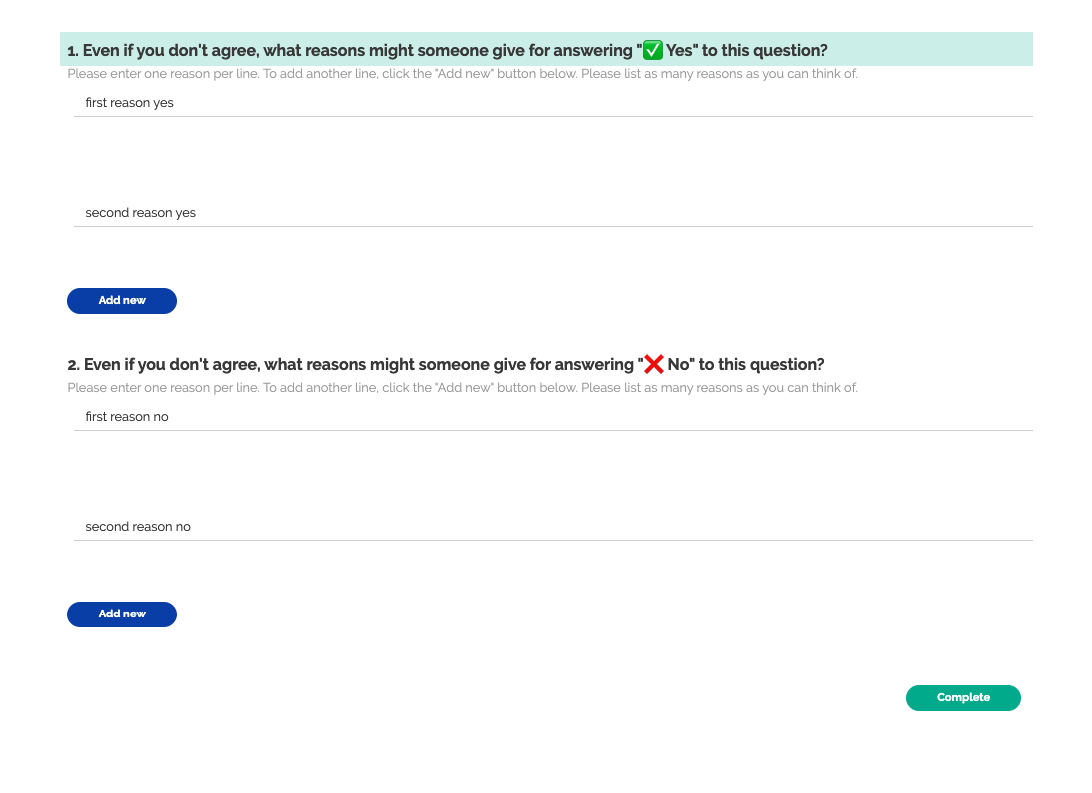 1. Even if you don't agree, what reasons might someone give for answering "✅ Yes" to this question?
Please enter one reason per line. To add another line, click the "Add new" button below. Please list as many reasons as you can think of.
first reason yes
second reason yes
Add new
2. Even if you don't agree, what reasons might someone give for answering "❌ No" to this question?
Please enter one reason per line. To add another line, click the "Add new" button below. Please list as many reasons as you can think of.
first reason no
second reason no
Add new
Complete